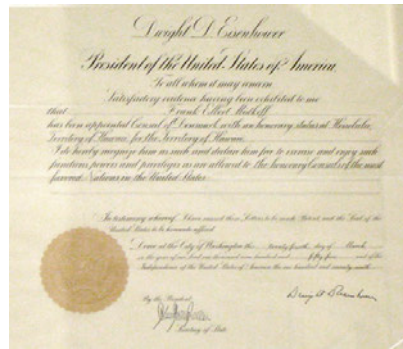 Dwight D. Eisenhower
President of the United States of America.
To all whom it may concern
Satisfactory evidence having been exhibited to me
that Frank Elbert Midkiff
has been appointed Consul of Denmark with an honorary status at Honolulu,
Territory of Hawaii for the Territory of Hawaii
I do hereby recognize him as such and declare him free to exercise and enjoy such
functions, powers and privileges as are allowed to the honorary Consuls of the most
favored Nations in the United States.
In testimony whereof, I have caused these Letters to be made Patent, and the Seal of the
United States to be hereunto affixed.
Done at the City of Washington the twenty fourth day of March
in the year of our Lord one thousand nine hundred and fifty-five and of the
Independence of the United States of America the one hundred and seventy-ninth
By the President,
Dwight Eisenhower
Secretary of State